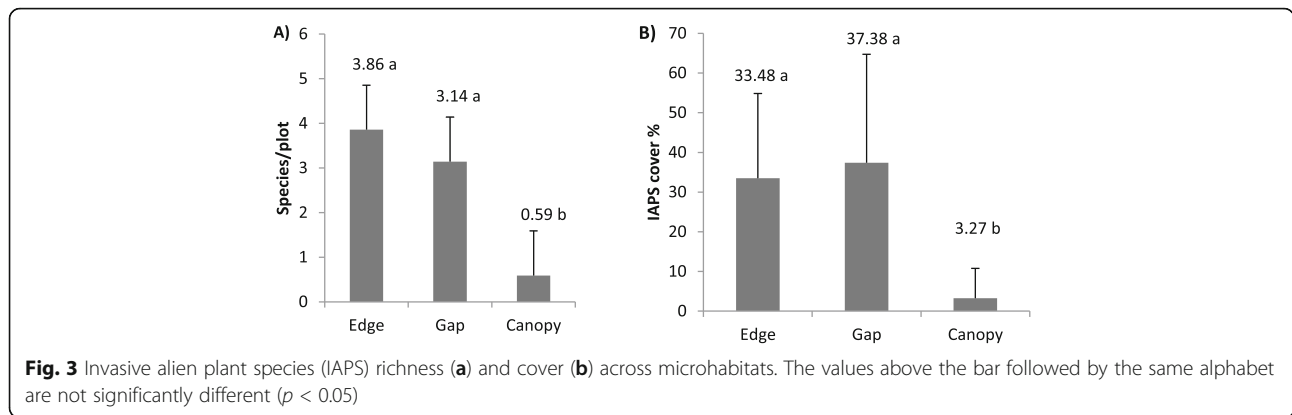 A)
6
5
4
3
2
1
0
Species/plot
3.86 a
3.14 a
0.59 b
Edge Gap Canopy
B)
70
60
50
40
30
20
10
0
IAPS cover %
33.48 a
37.38 a
3.27 b
Edge Gap Canopy
Fig. 3 Invasive alien plant species (IAPS) richness (a) and cover (b) across microhabitats. The values above the bar followed by the same alphabet
are not significantly different (p < 0.05)